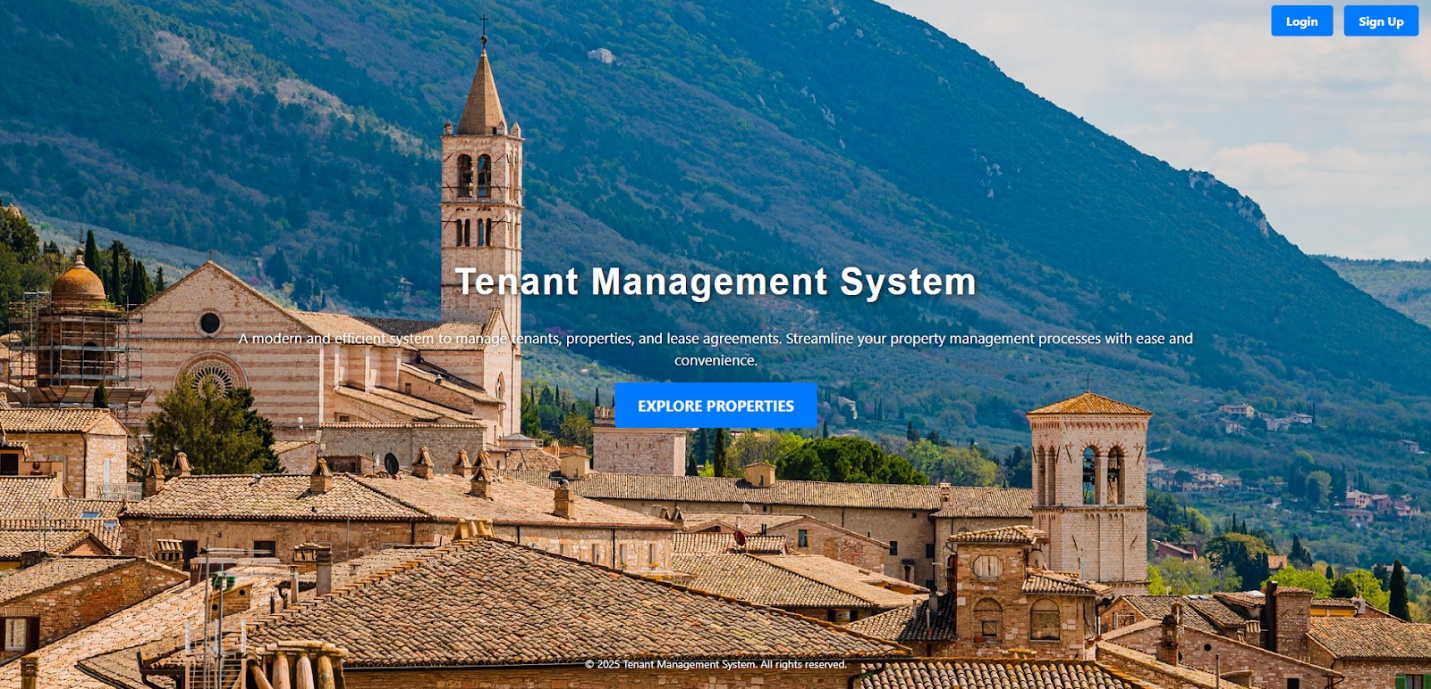 Login
Sign Up
Tenant Management System
A modern and efficient system to manage tenants, properties, and lease agreements. Streamline your property management processes with ease and
convenience.
EXPLORE PROPERTIES
© 2025 Tenant Management System. All rights reserved.